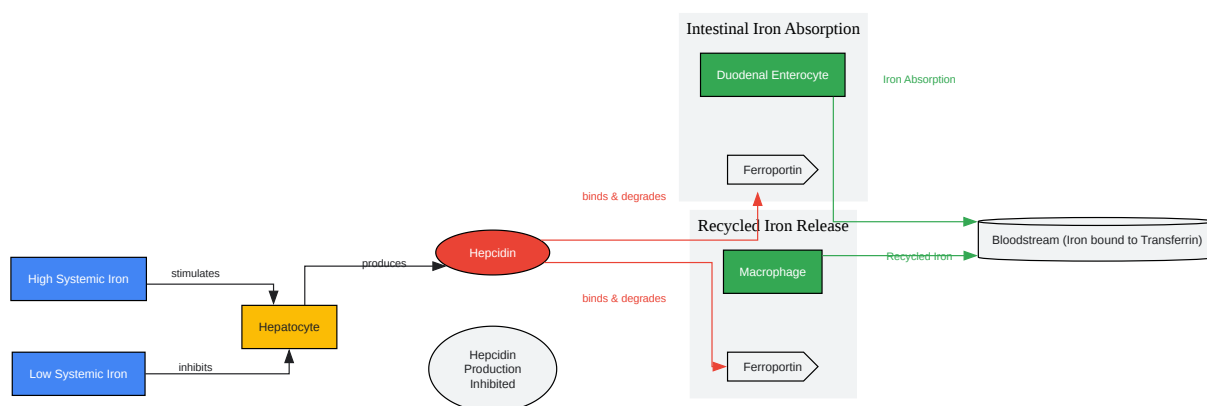 Intestinal Iron Absorption
Duodenal Enterocyte
Iron Absorption
Ferroportin
binds & degrades
Recycled Iron Release
Hepcidin
Bloodstream (Iron bound to Transferrin)
Recycled Iron
produces
Macrophage
stimulates
High Systemic Iron
binds & degrades
Hepatocyte
Hepcidin
Production
Inhibited
Ferroportin
inhibits
Low Systemic Iron